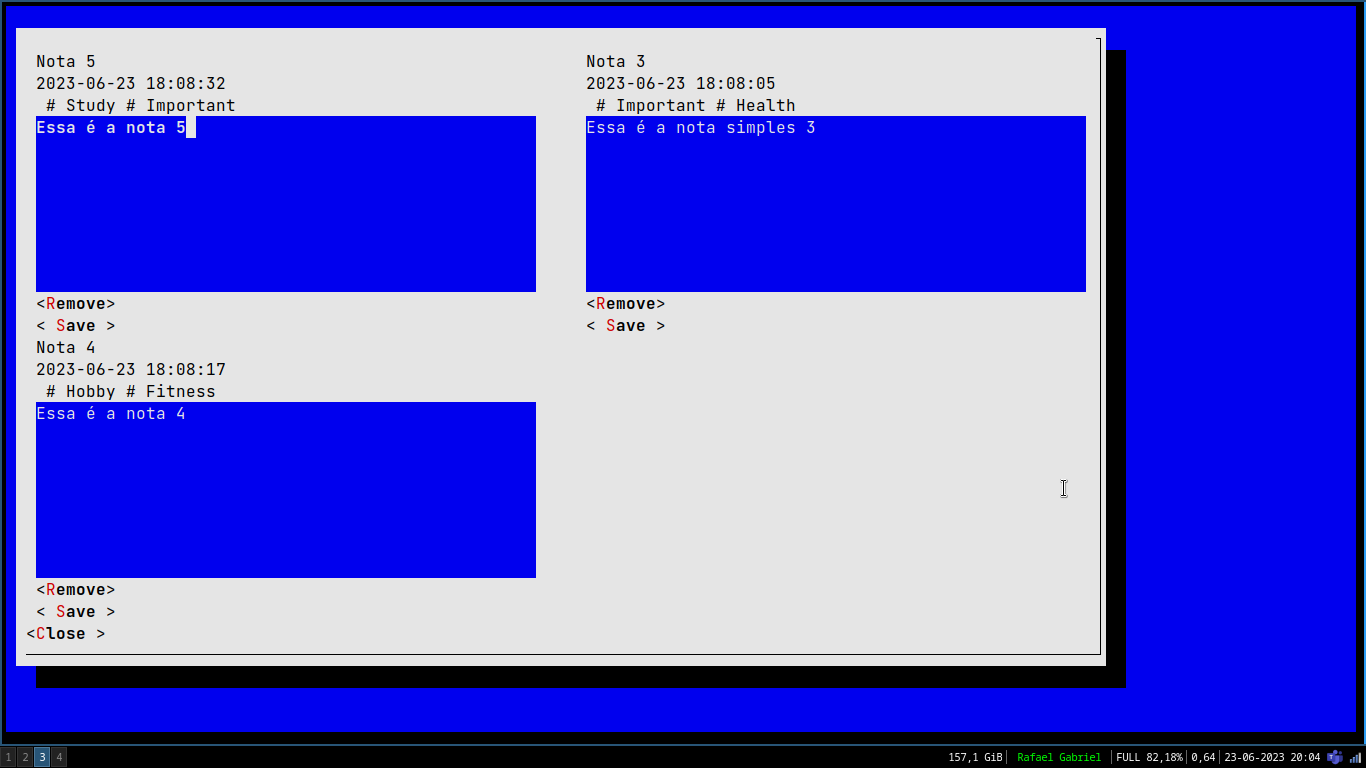 Nota 5
2023-06-23 18:08:32
# Study # Important
Essa é a nota 5
<Remove>
< Save >
Nota 4
2023-06-23 18:08:17
# Hobby # Fitness
Essa é a nota 4
<Remove>
< Save >
Nota 3
2023-06-23 18:08:05
# Important # Health
Essa é a nota simples 3
<Remove>
< Save >
<Close >
1 2 3 4
157,1 GiB Rafael Gabriel FULL 82,18% 0,64 23-06-2023 20:04